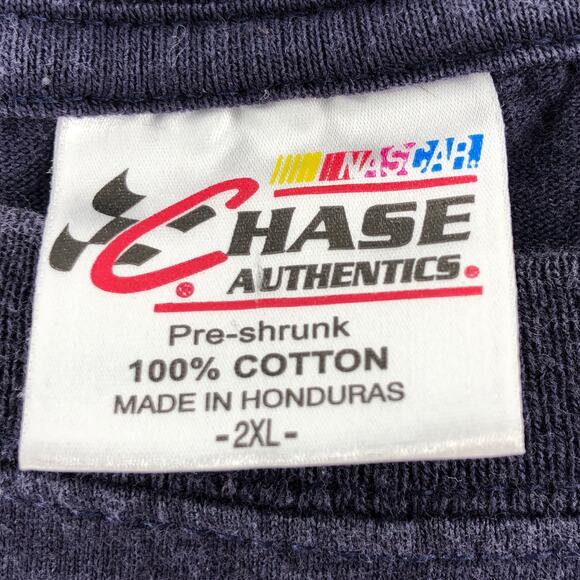 NASCAR.
CHASE
AUTHENTICS.
Pre-shrunk
100% COTTON
MADE IN HONDURAS
-2XL-